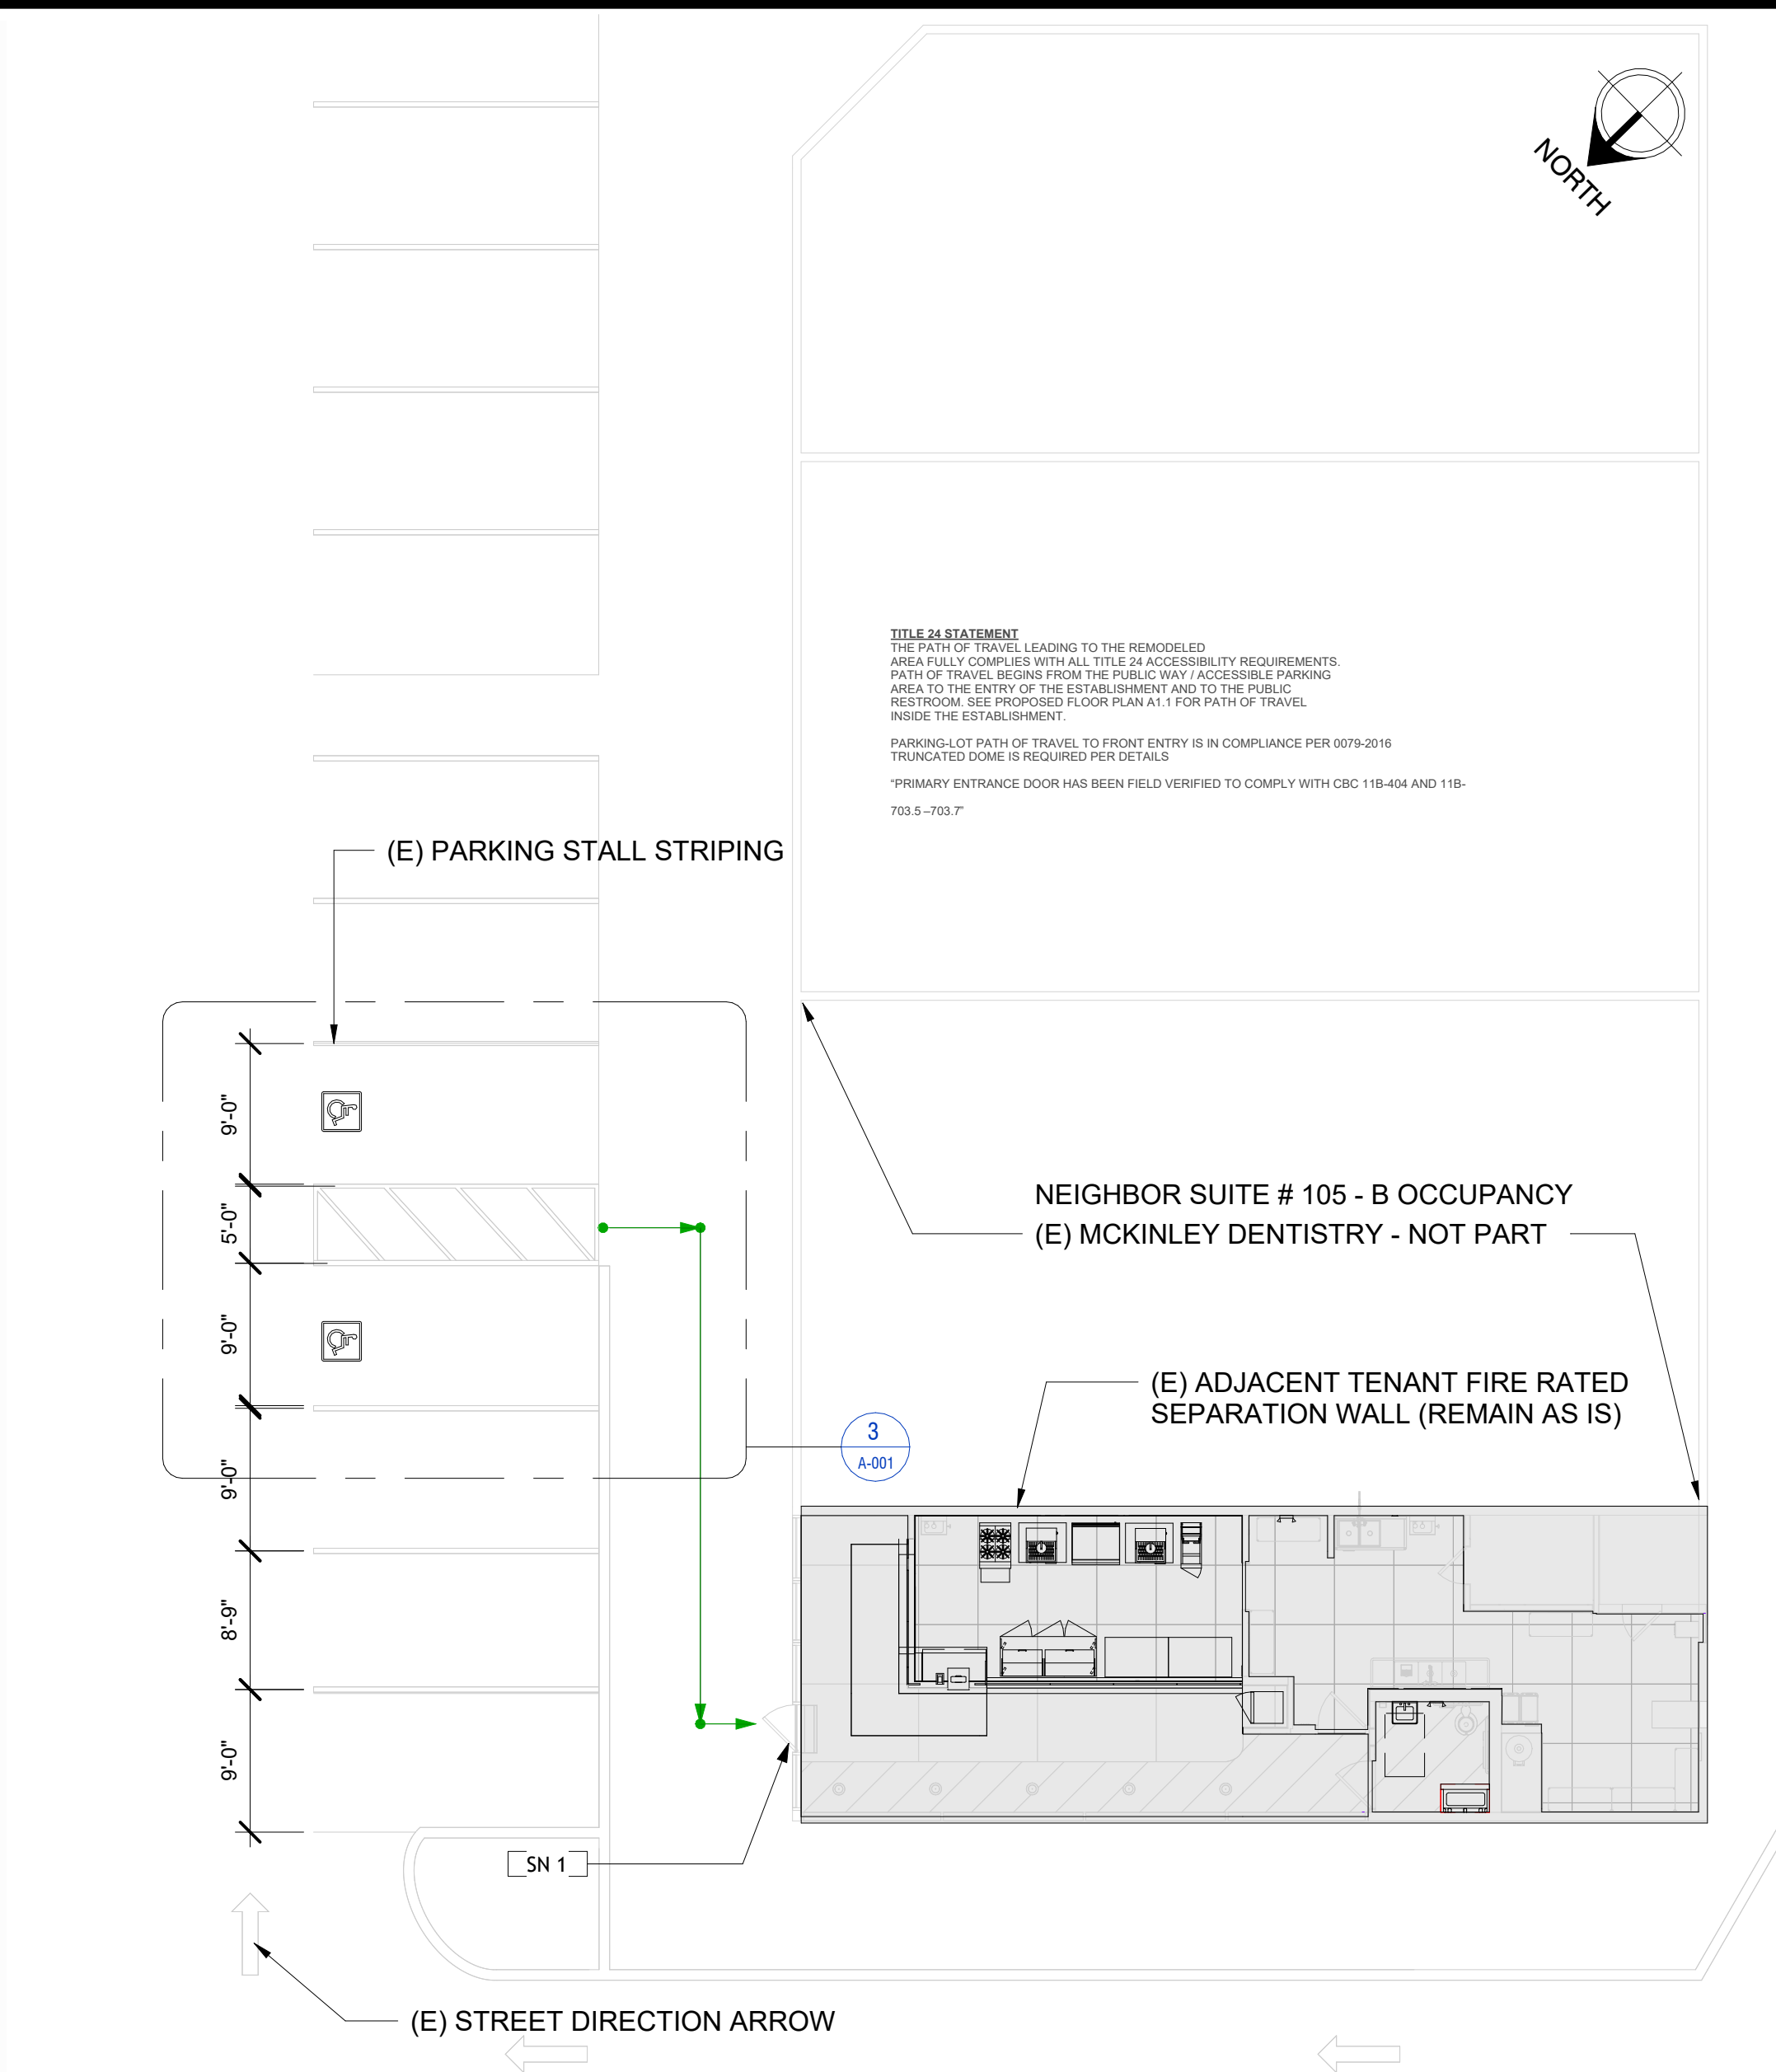 NORTH
TITLE 24 STATEMENT
THE PATH OF TRAVEL LEADING TO THE REMODELED
AREA FULLY COMPLIES WITH ALL TITLE 24 ACCESSIBILITY REQUIREMENTS.
PATH OF TRAVEL BEGINS FROM THE PUBLIC WAY / ACCESSIBLE PARKING
AREA TO THE ENTRY OF THE ESTABLISHMENT AND TO THE PUBLIC
RESTROOM. SEE PROPOSED FLOOR PLAN A1.1 FOR PATH OF TRAVEL
INSIDE THE ESTABLISHMENT.
PARKING-LOT PATH OF TRAVEL TO FRONT ENTRY IS IN COMPLIANCE PER 0079-2016
TRUNCATED DOME IS REQUIRED PER DETAILS
“PRIMARY ENTRANCE DOOR HAS BEEN FIELD VERIFIED TO COMPLY WITH CBC 11B-404 AND 11B-
703.5 –703.7”
(E) PARKING STALL STRIPING
9'-0"
5'-0"
9'-0"
9'-0"
8'-9"
9'-0"
NEIGHBOR SUITE # 105 - B OCCUPANCY
(E) MCKINLEY DENTISTRY - NOT PART
(E) ADJACENT TENANT FIRE RATED
SEPARATION WALL (REMAIN AS IS)
3
A-001
SN 1
(E) STREET DIRECTION ARROW